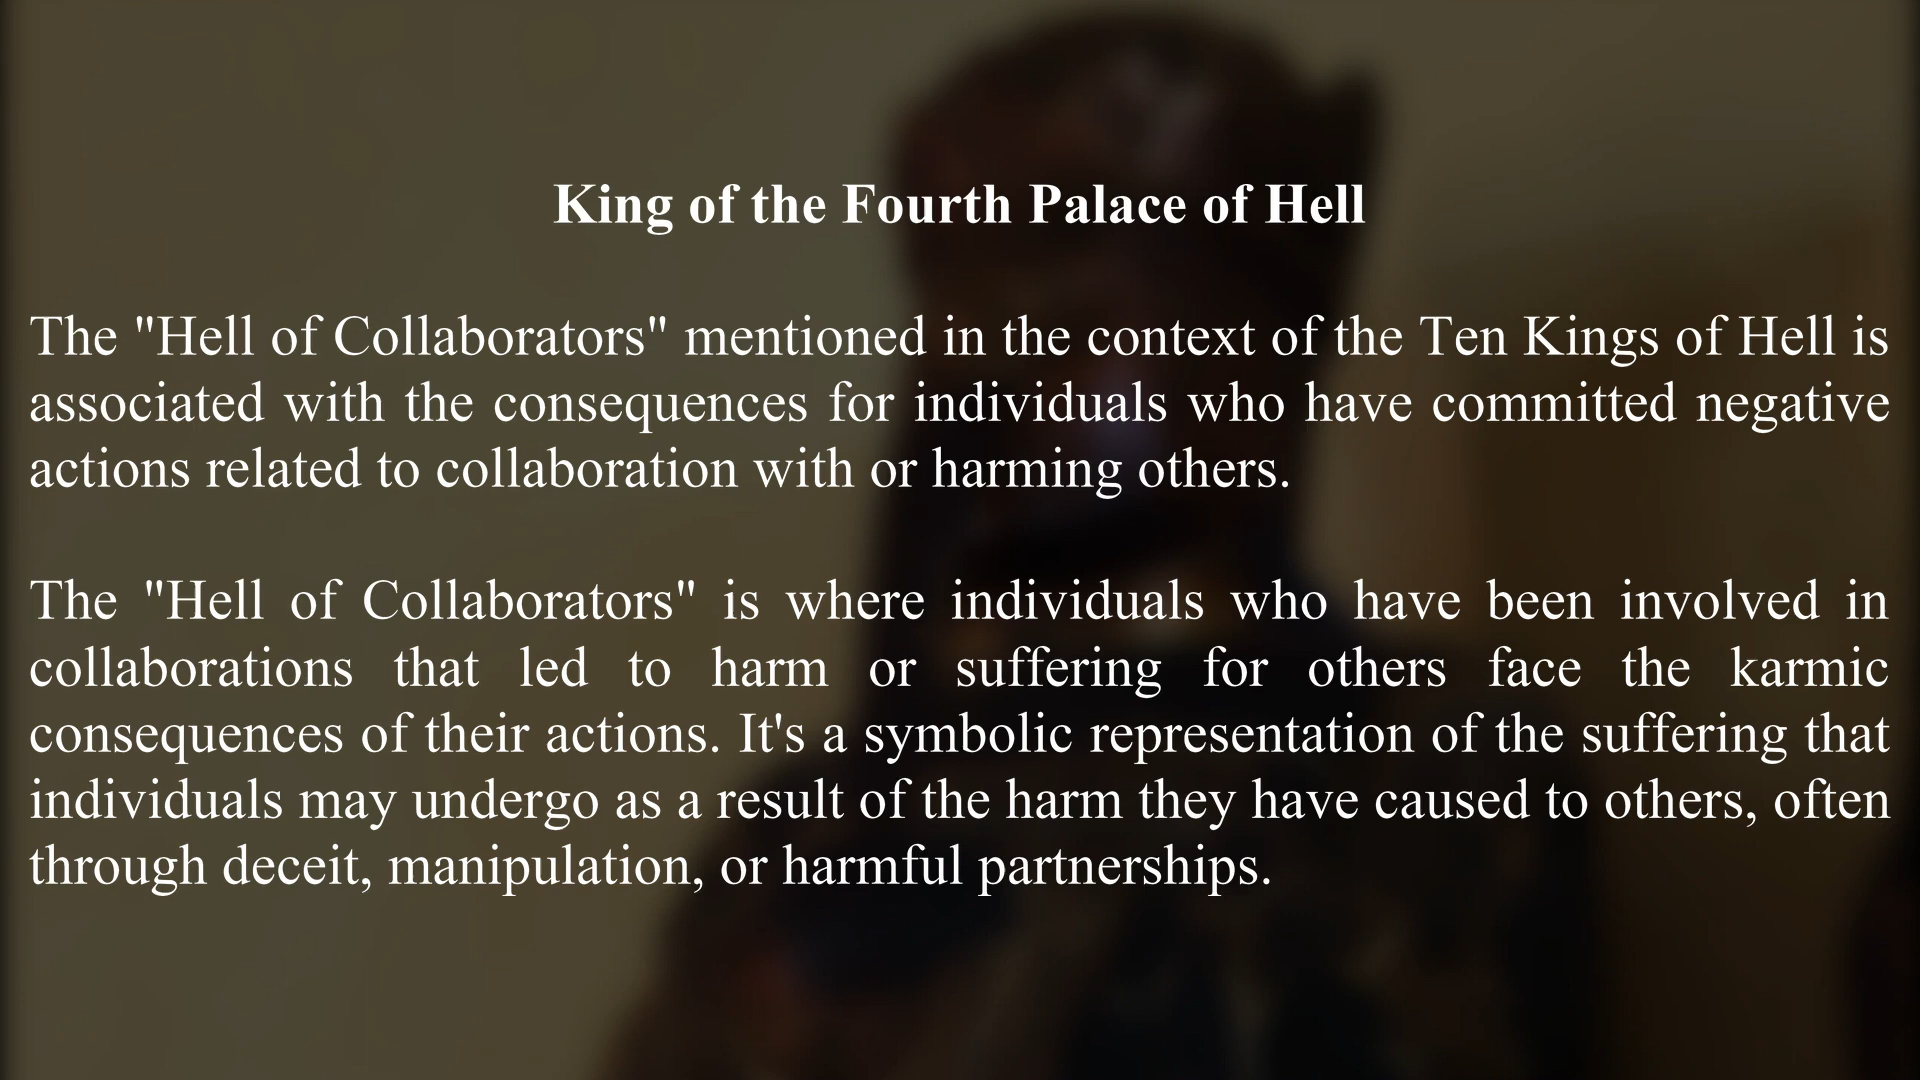 King of the Fourth Palace of Hell
The "Hell of Collaborators" mentioned in the context of the Ten Kings of Hell is
associated with the consequences for individuals who have committed negative
actions related to collaboration with or harming others.
The "Hell of Collaborators" is where individuals who have been involved in
collaborations that led to harm or suffering for others face the karmic
consequences of their actions. It's a symbolic representation of the suffering that
individuals may undergo as a result of the harm they have caused to others, often
through deceit, manipulation, or harmful partnerships.